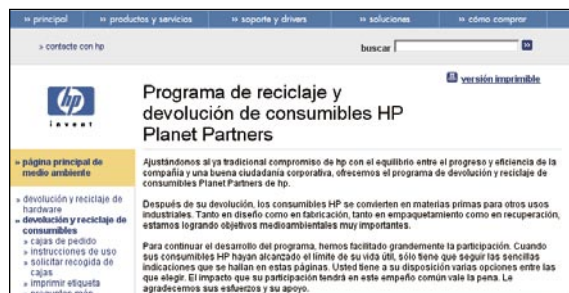 » principal » productos y servicios » soporte y drivers » soluciones » cómo comprar
» contacte con hp buscar
versión imprimible
hp
invent
Programa de reciclaje y
devolución de consumibles HP
Planet Partners
» página principal de
medio ambiente
» devolución y reciclaje de
hardware
» devolución y reciclaje de
consumibles
» cajas de pedido
» instrucciones de uso
» solicitar recogida de
cajas
» imprimir etiqueta
» preguntas más
Ajustándonos al ya tradicional compromiso de hp con el equilibrio entre el progreso y eficiencia de la
compañía y una buena ciudadanía corporativa, ofrecemos el programa de devolución y reciclaje de
consumibles Planet Partners de hp.
Después de su devolución, los consumibles HP se convierten en materias primas para otros usos
industriales. Tanto en diseño como en fabricación, tanto en empaquetamiento como en recuperación,
estamos logrando objetivos medioambientales muy importantes.
Para continuar el desarrollo del programa, hemos facilitado grandemente la participación. Cuando
sus consumibles HP hayan alcanzado el límite de su vida útil, sólo tiene que seguir las sencillas
indicaciones que se hallan en estas páginas. Usted tiene a su disposición varias opciones entre las
que elegir. El impacto que su participación tendrá en este empeño común vale la pena. Le
agradecemos sus esfuerzos y su apoyo.